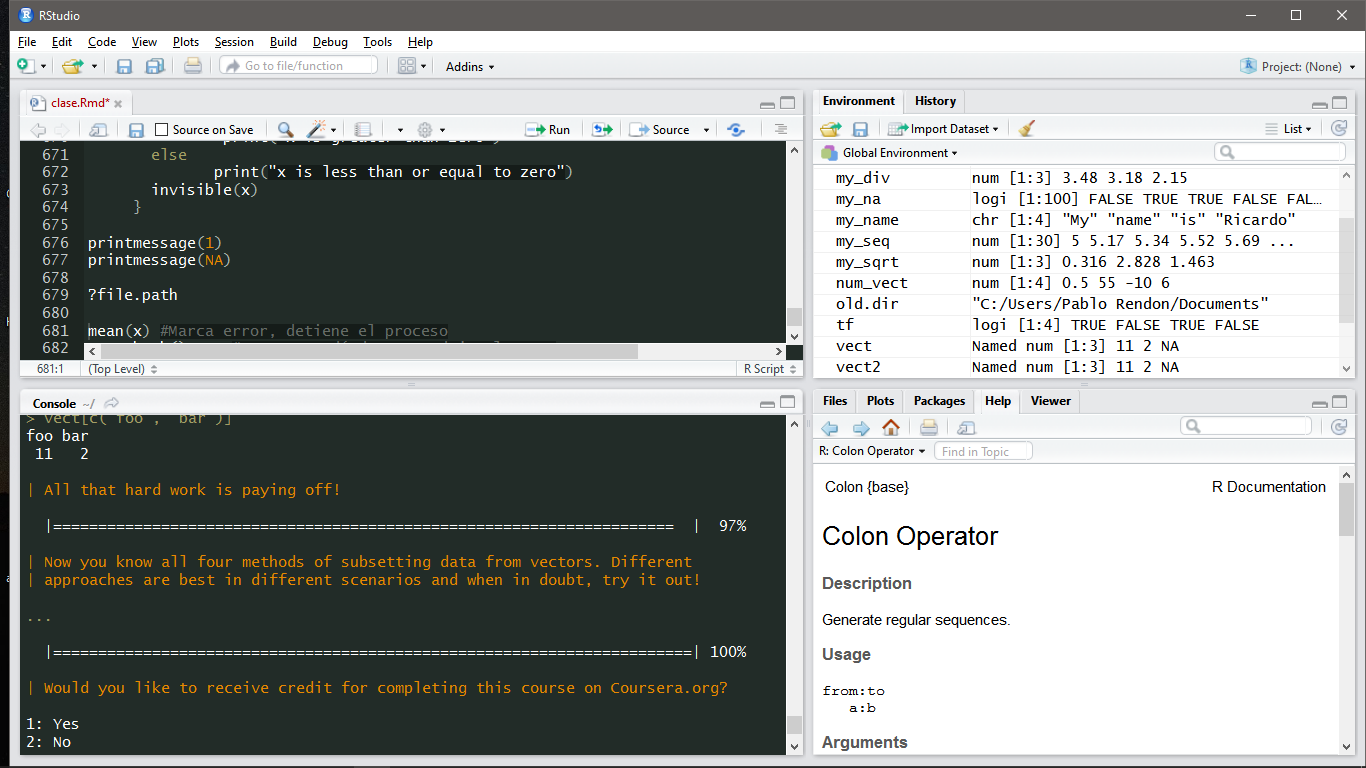 RStudio
File Edit Code View Plots Session Build Debug Tools Help
Go to file/function Addins Project: (None)
clase.Rmd*
Source on Save Run Source
671 else
672 print("x is less than or equal to zero")
673 invisible(x)
674 }
675
676 printmessage(1)
677 printmessage(NA)
678
679 ?file.path
680
681 mean(x) #Marca error, detiene el proceso
682
681:1 (Top Level) R Script
Console ~/
> vect[c("foo", "bar")]
foo bar
11 2
| All that hard work is paying off!
|======================================================================= | 97%
| Now you know all four methods of subsetting data from vectors. Different
| approaches are best in different scenarios and when in doubt, try it out!
...
|=========================================================================| 100%
| Would you like to receive credit for completing this course on Coursera.org?
1: Yes
2: No
Environment History
Import Dataset List
Global Environment
my_div num [1:3] 3.48 3.18 2.15
my_na logi [1:100] FALSE TRUE TRUE FALSE FAL…
my_name chr [1:4] "My" "name" "is" "Ricardo"
my_seq num [1:30] 5 5.17 5.34 5.52 5.69 ...
my_sqrt num [1:3] 0.316 2.828 1.463
num_vect num [1:4] 0.5 55 -10 6
old.dir "C:/Users/Pablo Rendon/Documents"
tf logi [1:4] TRUE FALSE TRUE FALSE
vect Named num [1:3] 11 2 NA
vect2 Named num [1:3] 11 2 NA
Files Plots Packages Help Viewer
R: Colon Operator Find in Topic
Colon {base} R Documentation
Colon Operator
Description
Generate regular sequences.
Usage
from:to
a:b
Arguments